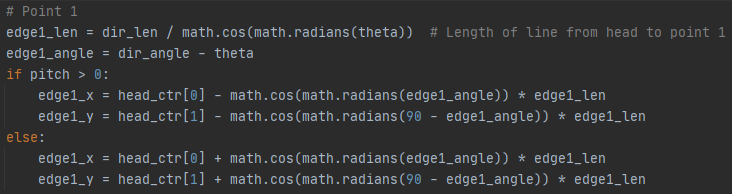 # Point 1
edge1_len = dir_len / math.cos(math.radians(theta))  # Length of line from head to point 1
edge1_angle = dir_angle - theta
if pitch > 0:
    edge1_x = head_ctr[0] - math.cos(math.radians(edge1_angle)) * edge1_len
    edge1_y = head_ctr[1] - math.cos(math.radians(90 - edge1_angle)) * edge1_len
else:
    edge1_x = head_ctr[0] + math.cos(math.radians(edge1_angle)) * edge1_len
    edge1_y = head_ctr[1] + math.cos(math.radians(90 - edge1_angle)) * edge1_len